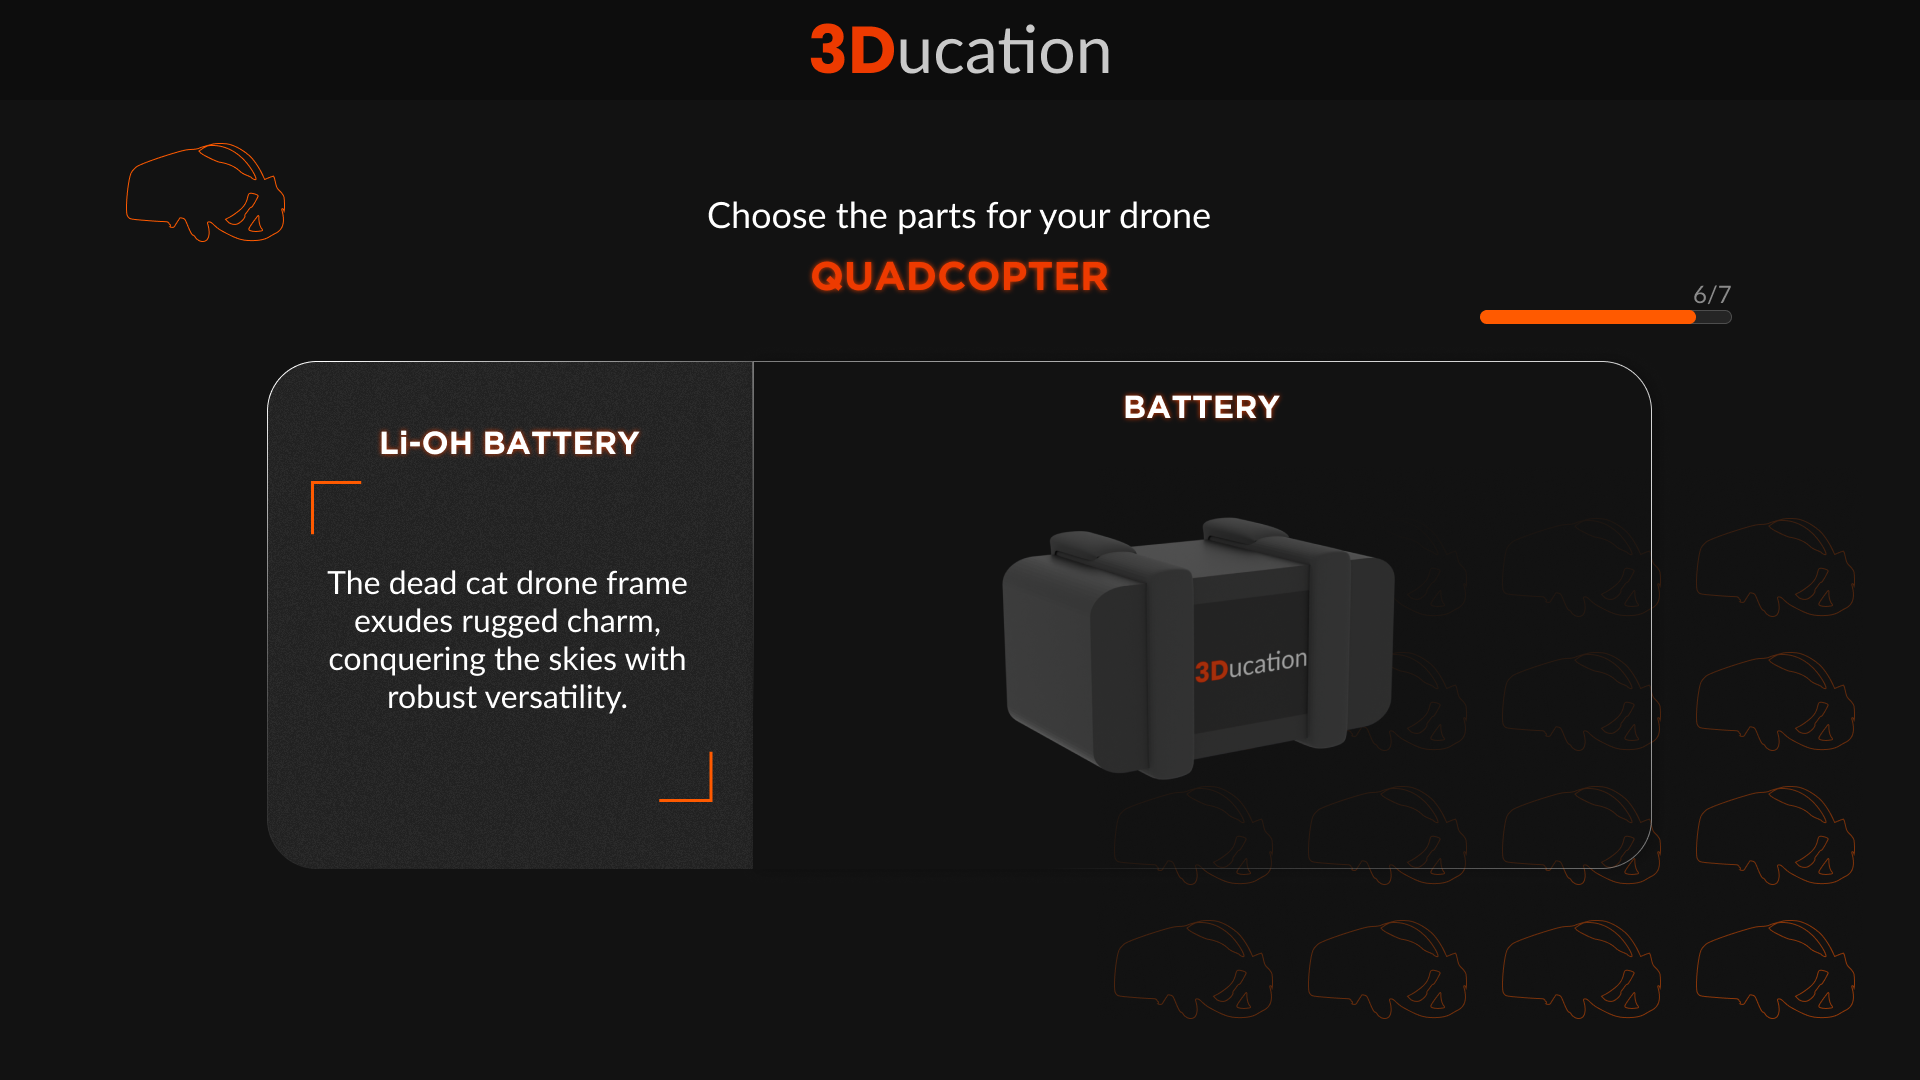 3Ducation
Choose the parts for your drone
QUADCOPTER
6/7
Li-OH BATTERY
The dead cat drone frame
exudes rugged charm,
conquering the skies with
robust versatility.
BATTERY
3Ducation